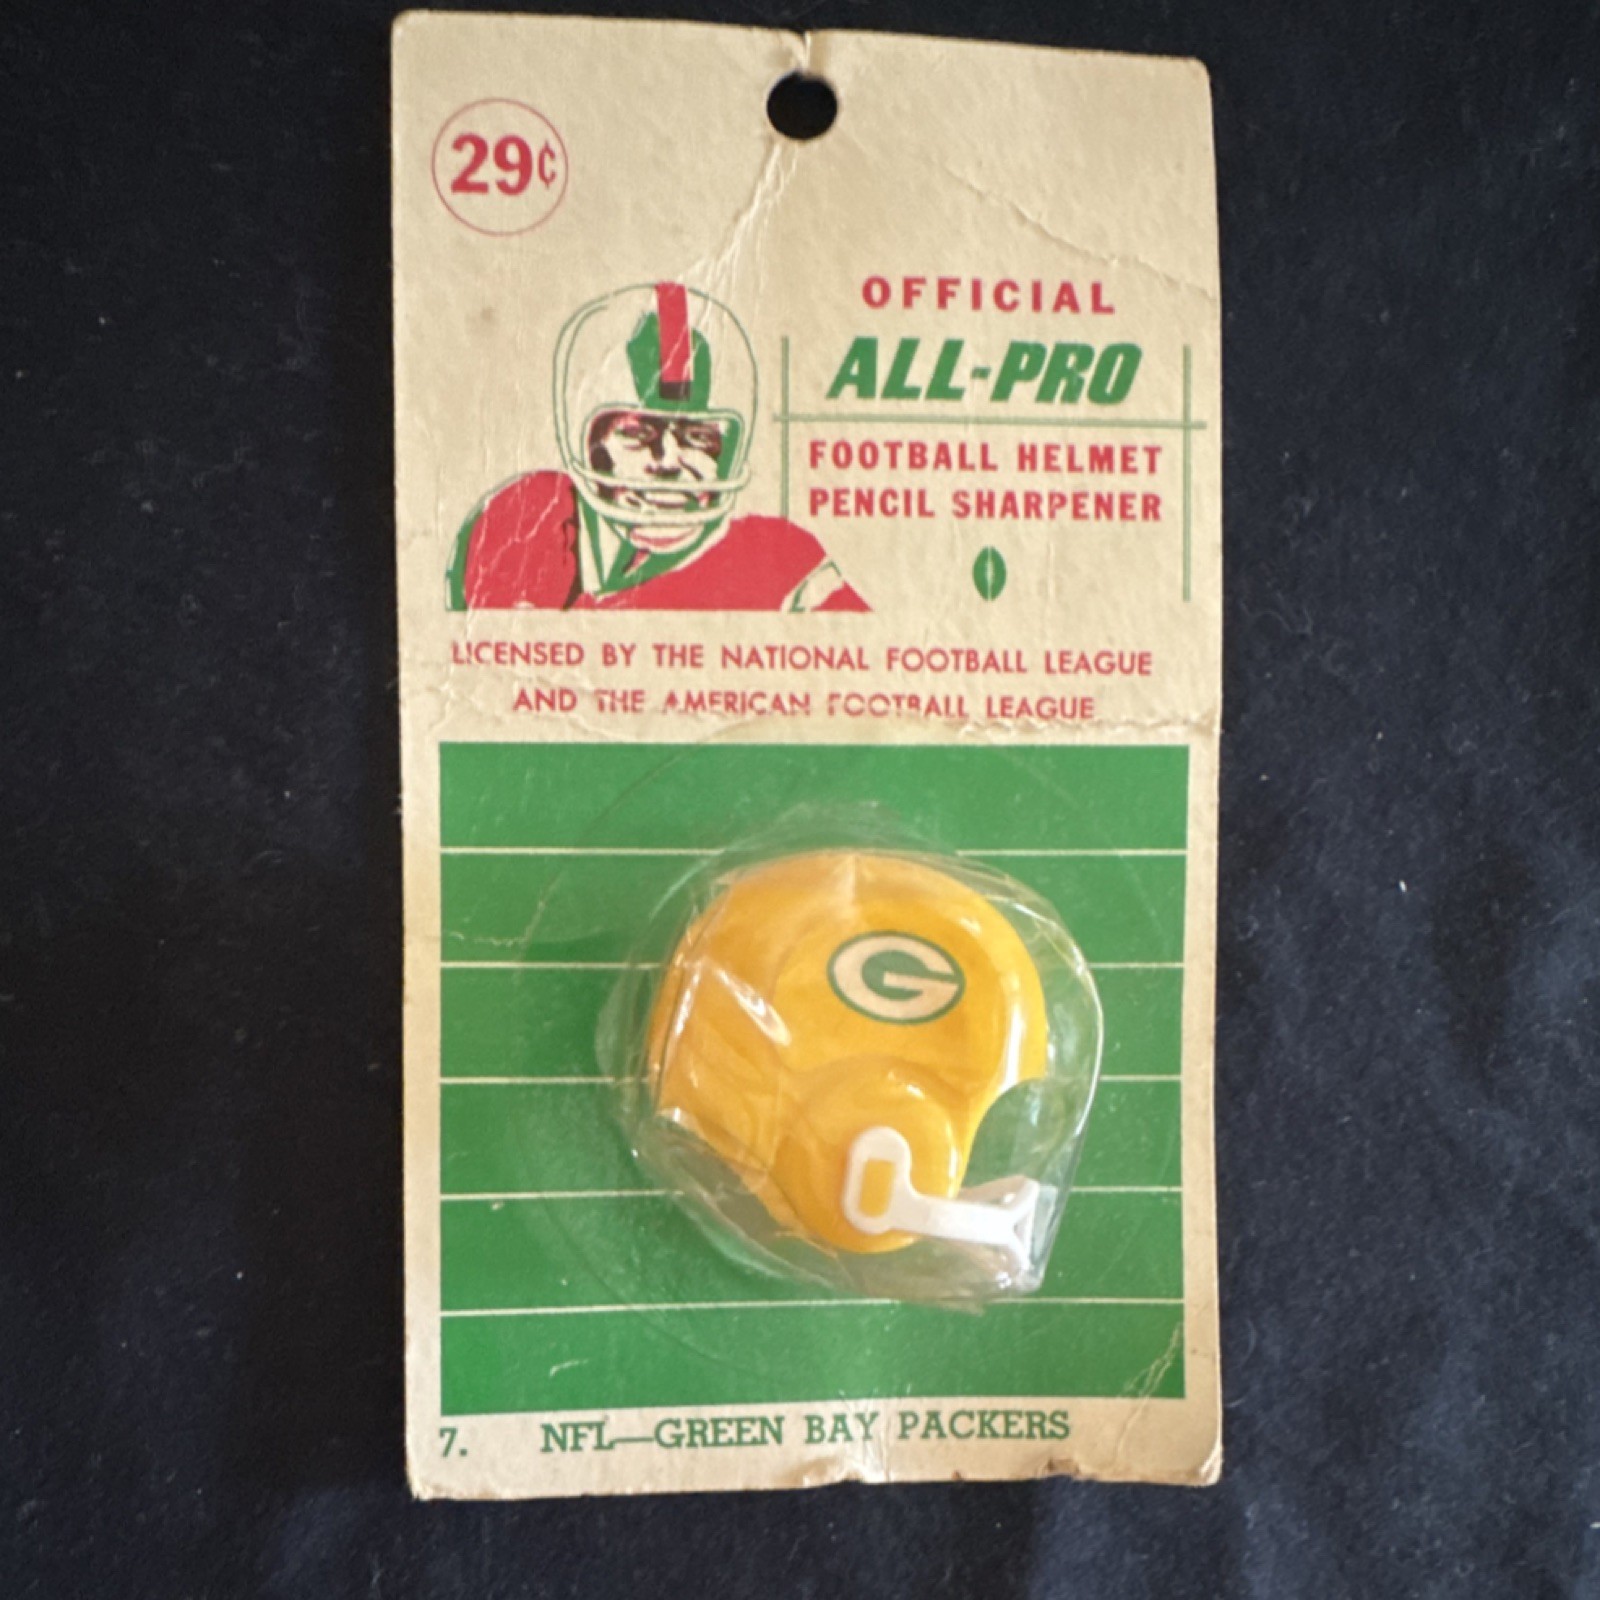 29¢
OFFICIAL
ALL-PRO
FOOTBALL HELMET
PENCIL SHARPENER
LICENSED BY THE NATIONAL FOOTBALL LEAGUE
AND THE AMERICAN FOOTBALL LEAGUE
G
7. NFL—GREEN BAY PACKERS